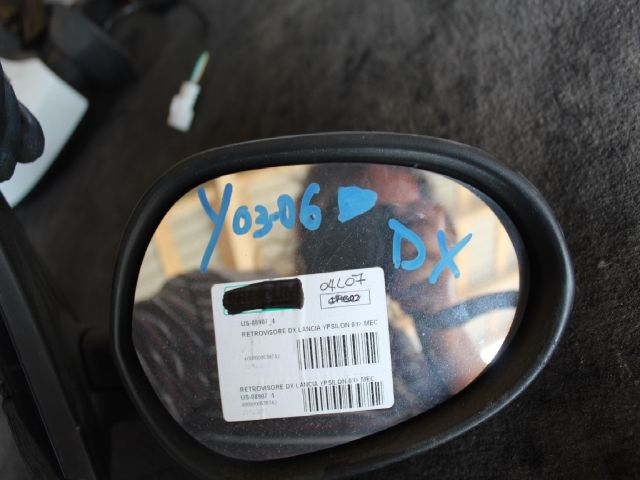 Y03-06
DX
04L07
US-08907_4
RETROVISORE DX LANCIA YPSILON 03> MEC
RETROVISORE DX LANCIA YPSILON 03> MEC
US-08907_4